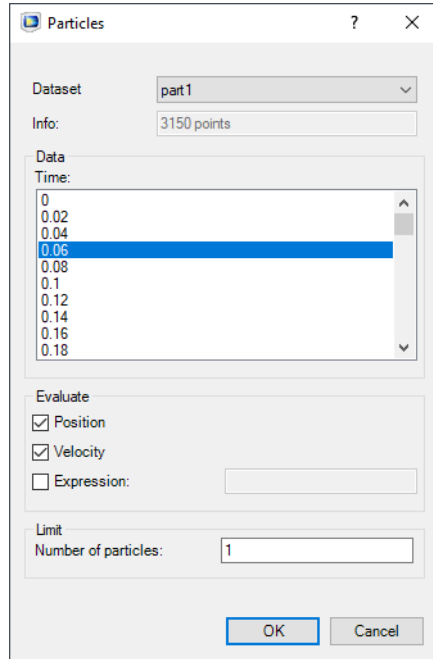 Particles
?
Dataset part1
Info: 3150 points
Data
Time:
0
0.02
0.04
0.06
0.08
0.1
0.12
0.14
0.16
0.18
Evaluate
Position
Velocity
Expression:
Limit
Number of particles: 1
OK Cancel